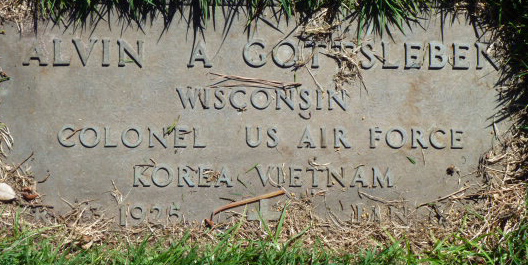 ALVIN A GOTTSLEBEN
WISCONSIN
COLONEL US AIR FORCE
KOREA VIETNAM
1925